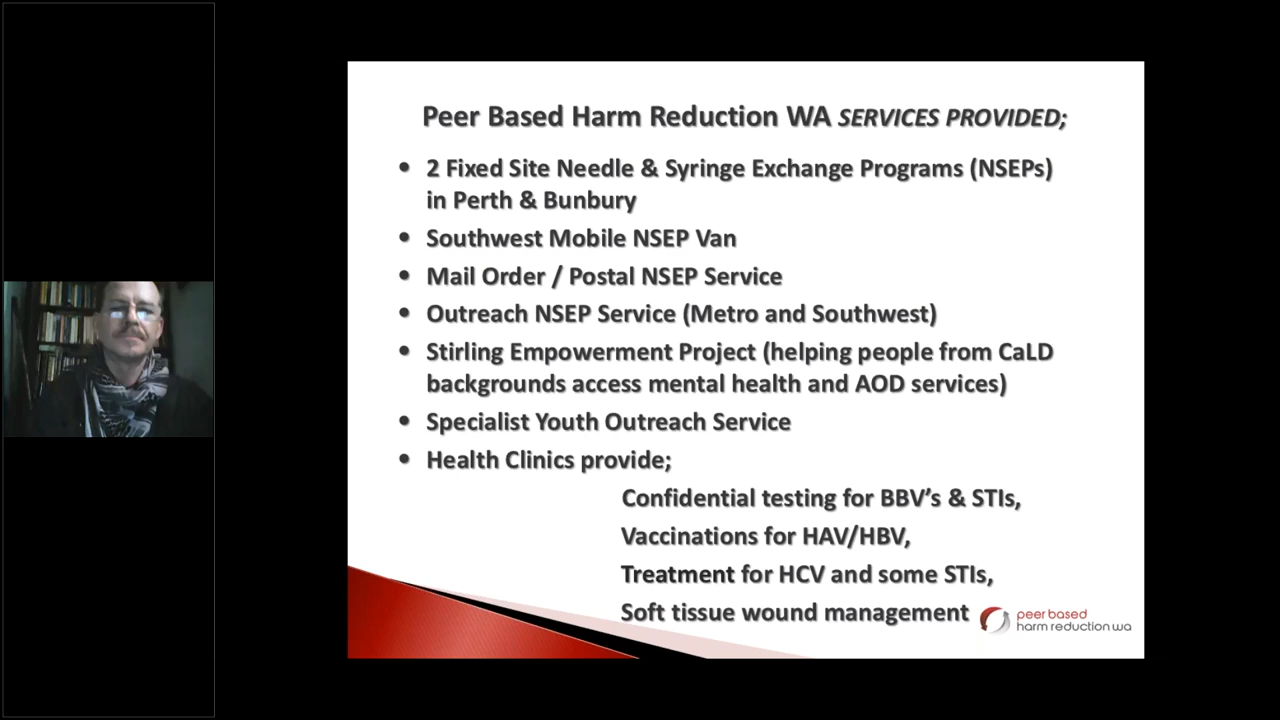 Peer Based Harm Reduction WA SERVICES PROVIDED;
• 2 Fixed Site Needle & Syringe Exchange Programs (NSEPs)
in Perth & Bunbury
• Southwest Mobile NSEP Van
• Mail Order / Postal NSEP Service
• Outreach NSEP Service (Metro and Southwest)
• Stirling Empowerment Project (helping people from CaLD
backgrounds access mental health and AOD services)
• Specialist Youth Outreach Service
• Health Clinics provide;
Confidential testing for BBV’s & STIs,
Vaccinations for HAV/HBV,
Treatment for HCV and some STIs,
Soft tissue wound management
peer based
harm reduction wa